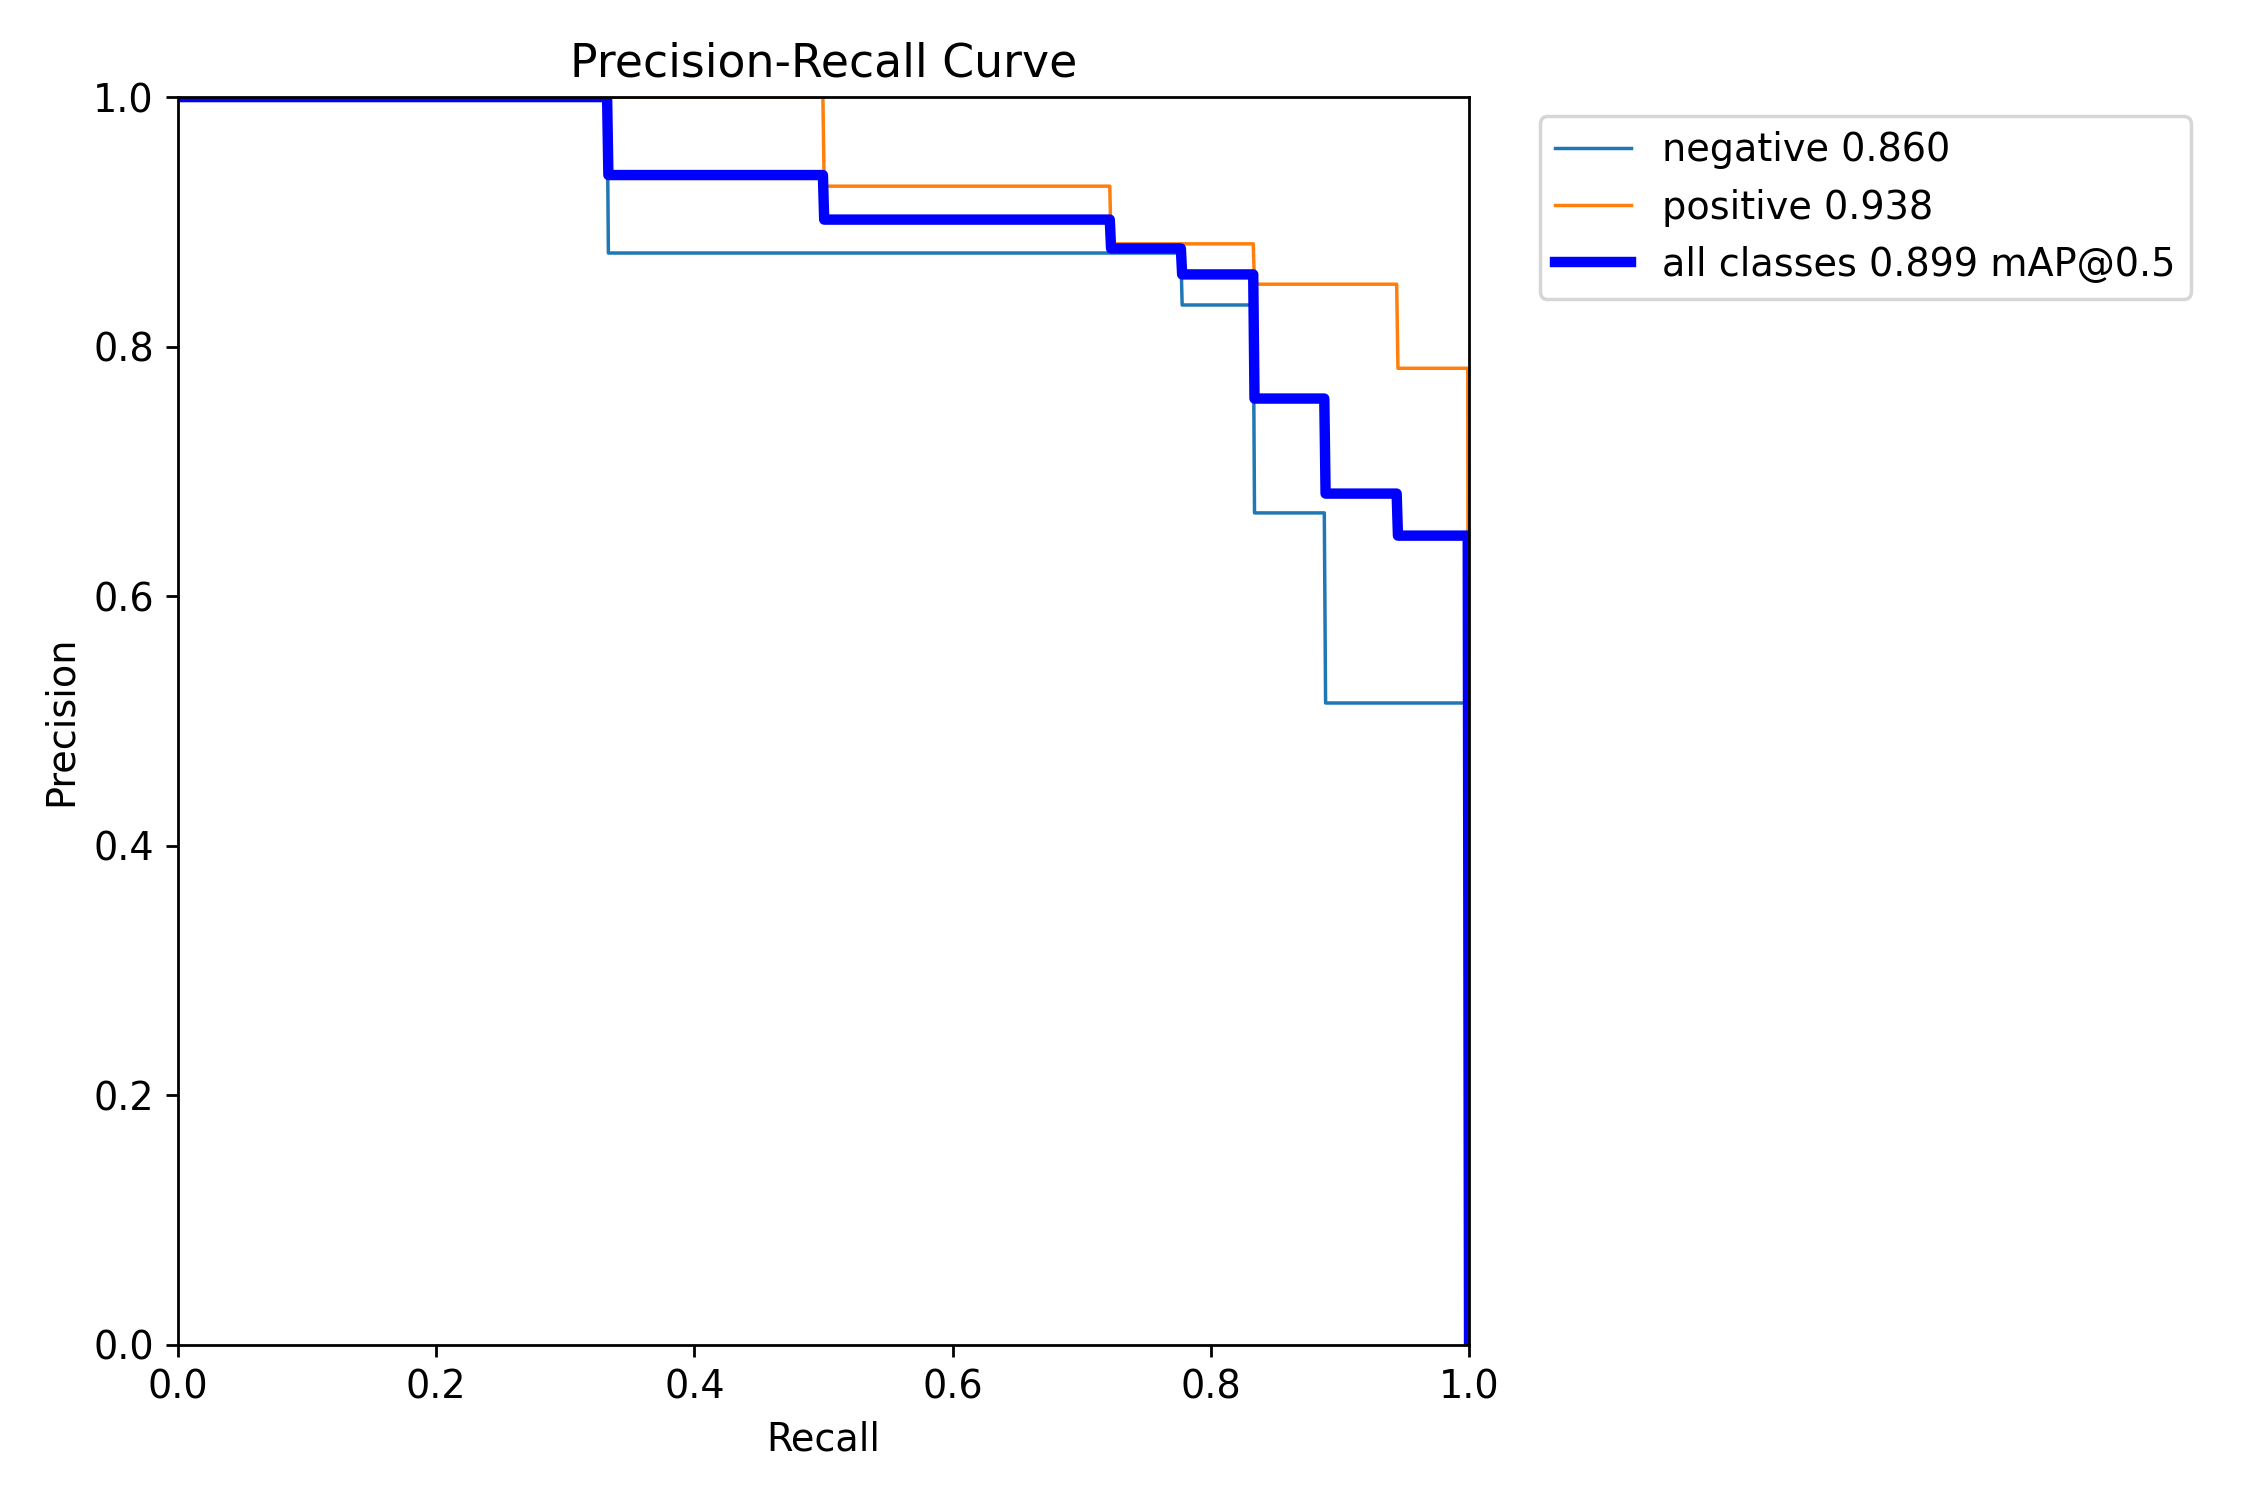 Precision-Recall Curve
1.0
0.8
0.6
0.4
0.2
0.0
Precision
0.0 0.2 0.4 0.6 0.8 1.0
Recall
negative 0.860
positive 0.938
all classes 0.899 mAP@0.5